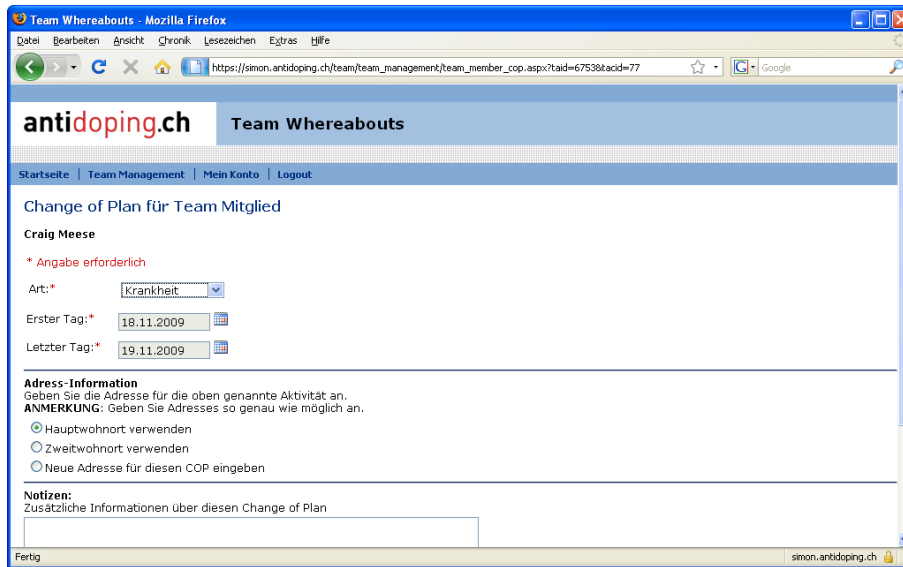 Team Whereabouts - Mozilla Firefox
Datei Bearbeiten Ansicht Chronik Lesezeichen Extras Hilfe
https://simon.antidoping.ch/team/team_management/team_member_cop.aspx?taid=6753&tacid=77
G Google
antidoping.ch
Team Whereabouts
Startseite | Team Management | Mein Konto | Logout
Change of Plan für Team Mitglied
Craig Meese
* Angabe erforderlich
Art:* Krankheit
Erster Tag:* 18.11.2009
Letzter Tag:* 19.11.2009
Adress-Information
Geben Sie die Adresse für die oben genannte Aktivität an.
ANMERKUNG: Geben Sie Adresses so genau wie möglich an.
Hauptwohnort verwenden
Zweitwohnort verwenden
Neue Adresse für diesen COP eingeben
Notizen:
Zusätzliche Informationen über diesen Change of Plan
Fertig
simon.antidoping.ch